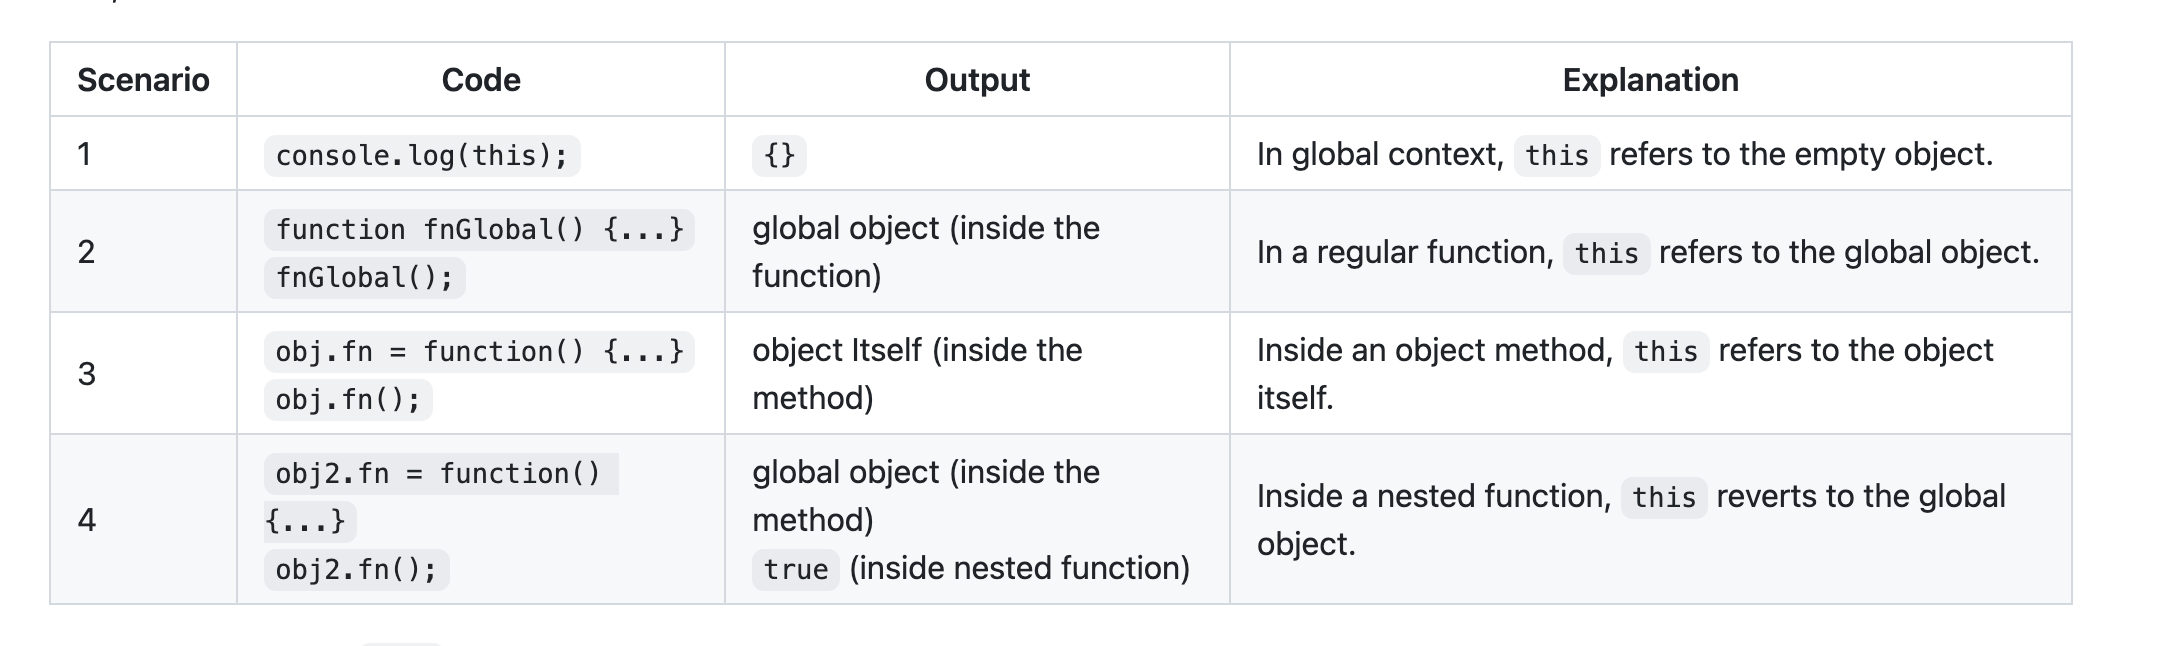 Scenario Code Output Explanation
1 console.log(this); {} In global context, this refers to the empty object.
2
function fnGlobal() {...}
fnGlobal();
global object (inside the
function)
In a regular function, this refers to the global object.
3
obj.fn = function() {...}
obj.fn();
object Itself (inside the
method)
Inside an object method, this refers to the object
itself.
4
obj2.fn = function()
{...}
obj2.fn();
global object (inside the
method)
true (inside nested function)
Inside a nested function, this reverts to the global
object.